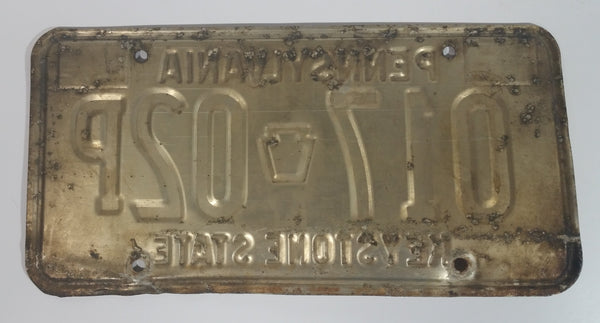 PENNSYLVANIA
017 02P
KEYSTONE STATE